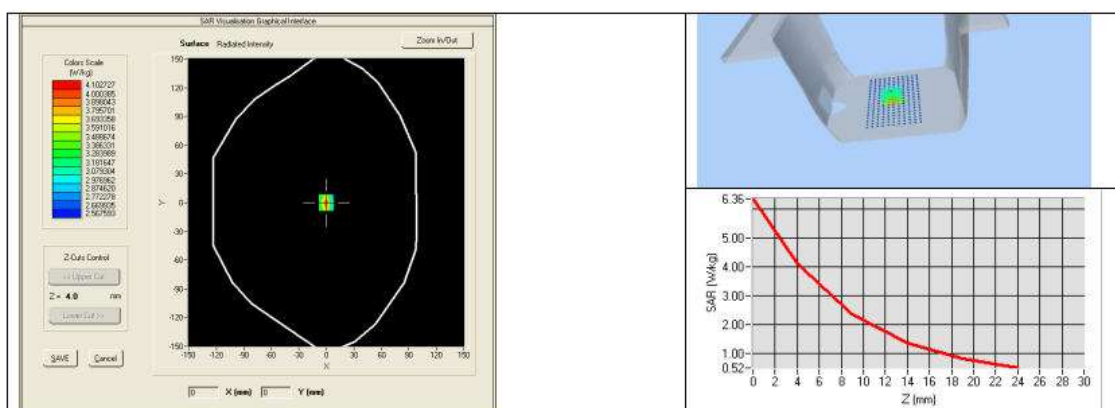 SAR Visualisation Graphical Interface
Surface Radiated Intensity
Zoom In/Out
Colors Scale
(W/kg)
4.102727
4.000385
3.898043
3.795701
3.693358
3.591016
3.488674
3.386331
3.283989
3.181647
3.079304
2.976962
2.874620
2.772278
2.669935
2.567593
Z-Cuts Control
<< Upper Cut
Z = 4.0 mm
Lower Cut >>
SAVE Cancel
150
120
90
60
30
Y 0
-30
-60
-90
-120
-150
-150 -120 -90 -60 -30 0 30 60 90 120 150
X
0 X (mm) 0 Y (mm)
6.35
5.00
4.00
SAR (W/kg)
3.00
2.00
1.00
0.52
0 2 4 6 8 10 12 14 16 18 20 22 24 26 28 30
Z (mm)